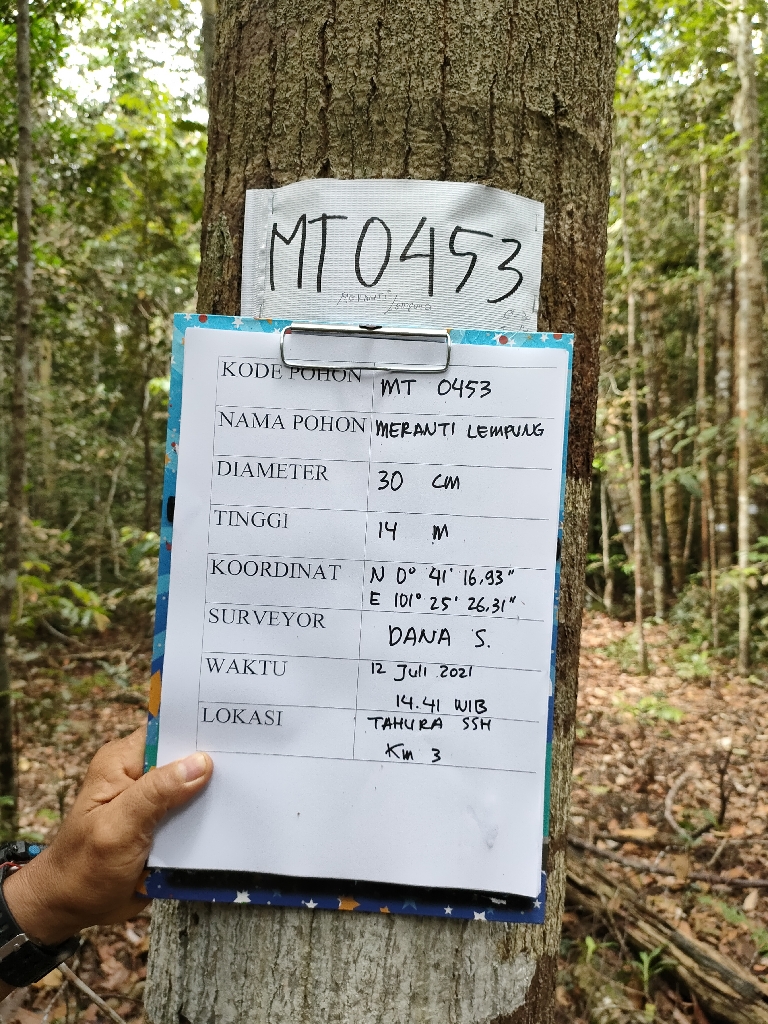 MT 0453
KODE POHON MT 0453
NAMA POHON MERANTI LEMPUNG
DIAMETER 30 CM
TINGGI 14 M
KOORDINAT N 0° 41' 16,93"
E 101° 25' 26,31"
SURVEYOR DANA S.
WAKTU 12 Juli 2021
14.41 WIB
LOKASI TAHURA SSH
Km 3